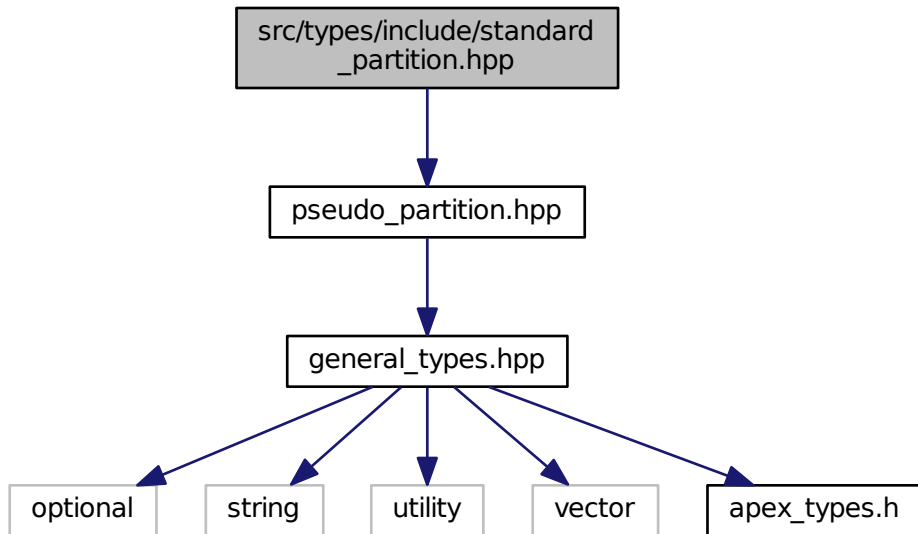 src/types/include/standard
_partition.hpp
pseudo_partition.hpp
general_types.hpp
optional
string
utility
vector
apex_types.h